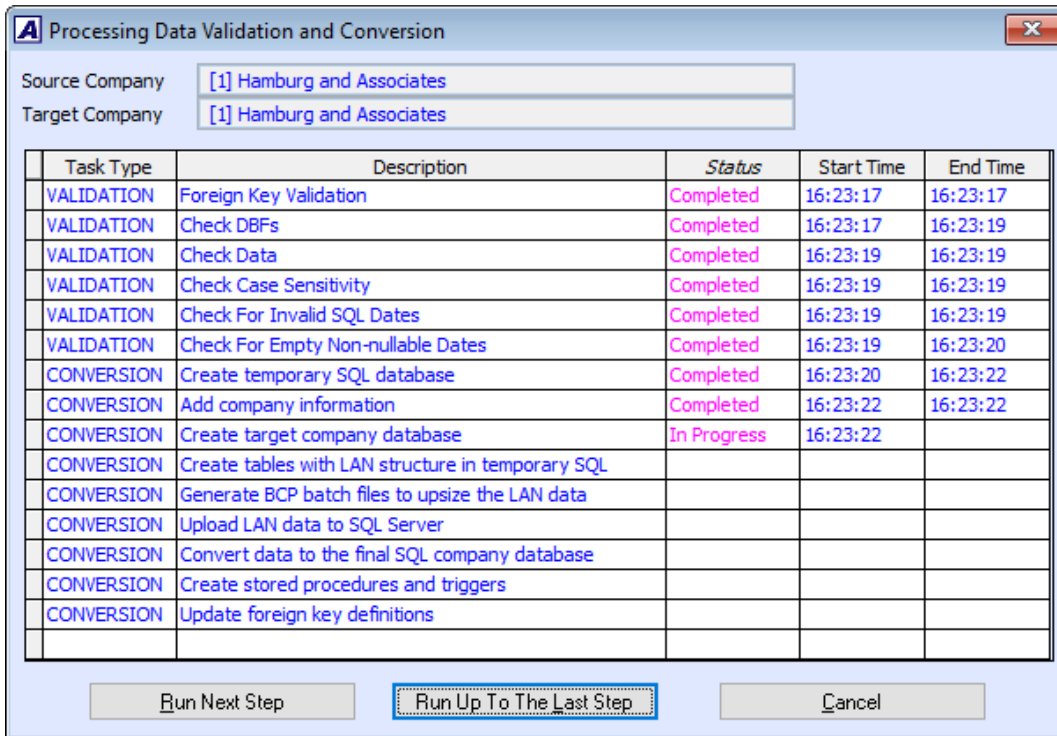 A Processing Data Validation and Conversion
Source Company [1] Hamburg and Associates
Target Company [1] Hamburg and Associates
Task Type Description Status Start Time End Time
VALIDATION Foreign Key Validation Completed 16:23:17 16:23:17
VALIDATION Check DBFs Completed 16:23:17 16:23:19
VALIDATION Check Data Completed 16:23:19 16:23:19
VALIDATION Check Case Sensitivity Completed 16:23:19 16:23:19
VALIDATION Check For Invalid SQL Dates Completed 16:23:19 16:23:19
VALIDATION Check For Empty Non-nullable Dates Completed 16:23:19 16:23:20
CONVERSION Create temporary SQL database Completed 16:23:20 16:23:22
CONVERSION Add company information Completed 16:23:22 16:23:22
CONVERSION Create target company database In Progress 16:23:22
CONVERSION Create tables with LAN structure in temporary SQL
CONVERSION Generate BCP batch files to upsize the LAN data
CONVERSION Upload LAN data to SQL Server
CONVERSION Convert data to the final SQL company database
CONVERSION Create stored procedures and triggers
CONVERSION Update foreign key definitions
Run Next Step Run Up To The Last Step Cancel